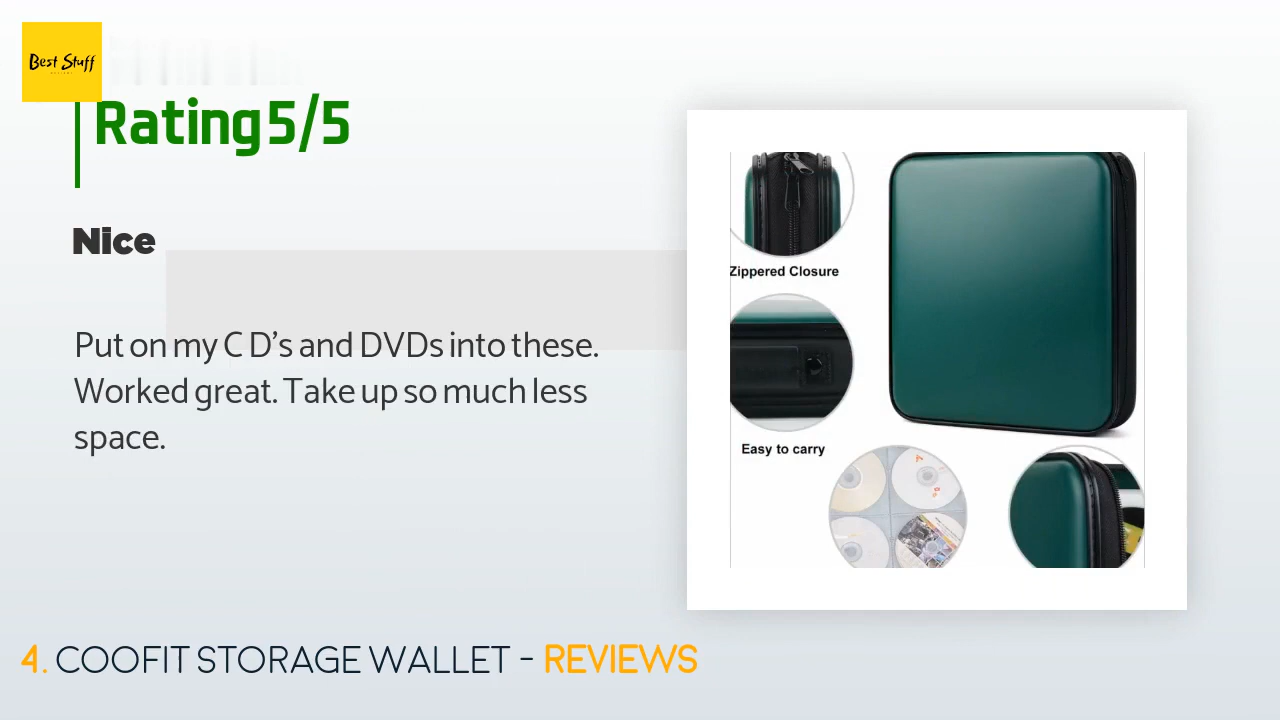 Best Stuff
Rating 5/5
Nice
Put on my C D's and DVDs into these.
Worked great. Take up so much less
space.
Zippered Closure
Easy to carry
4. COOFIT STORAGE WALLET - REVIEWS